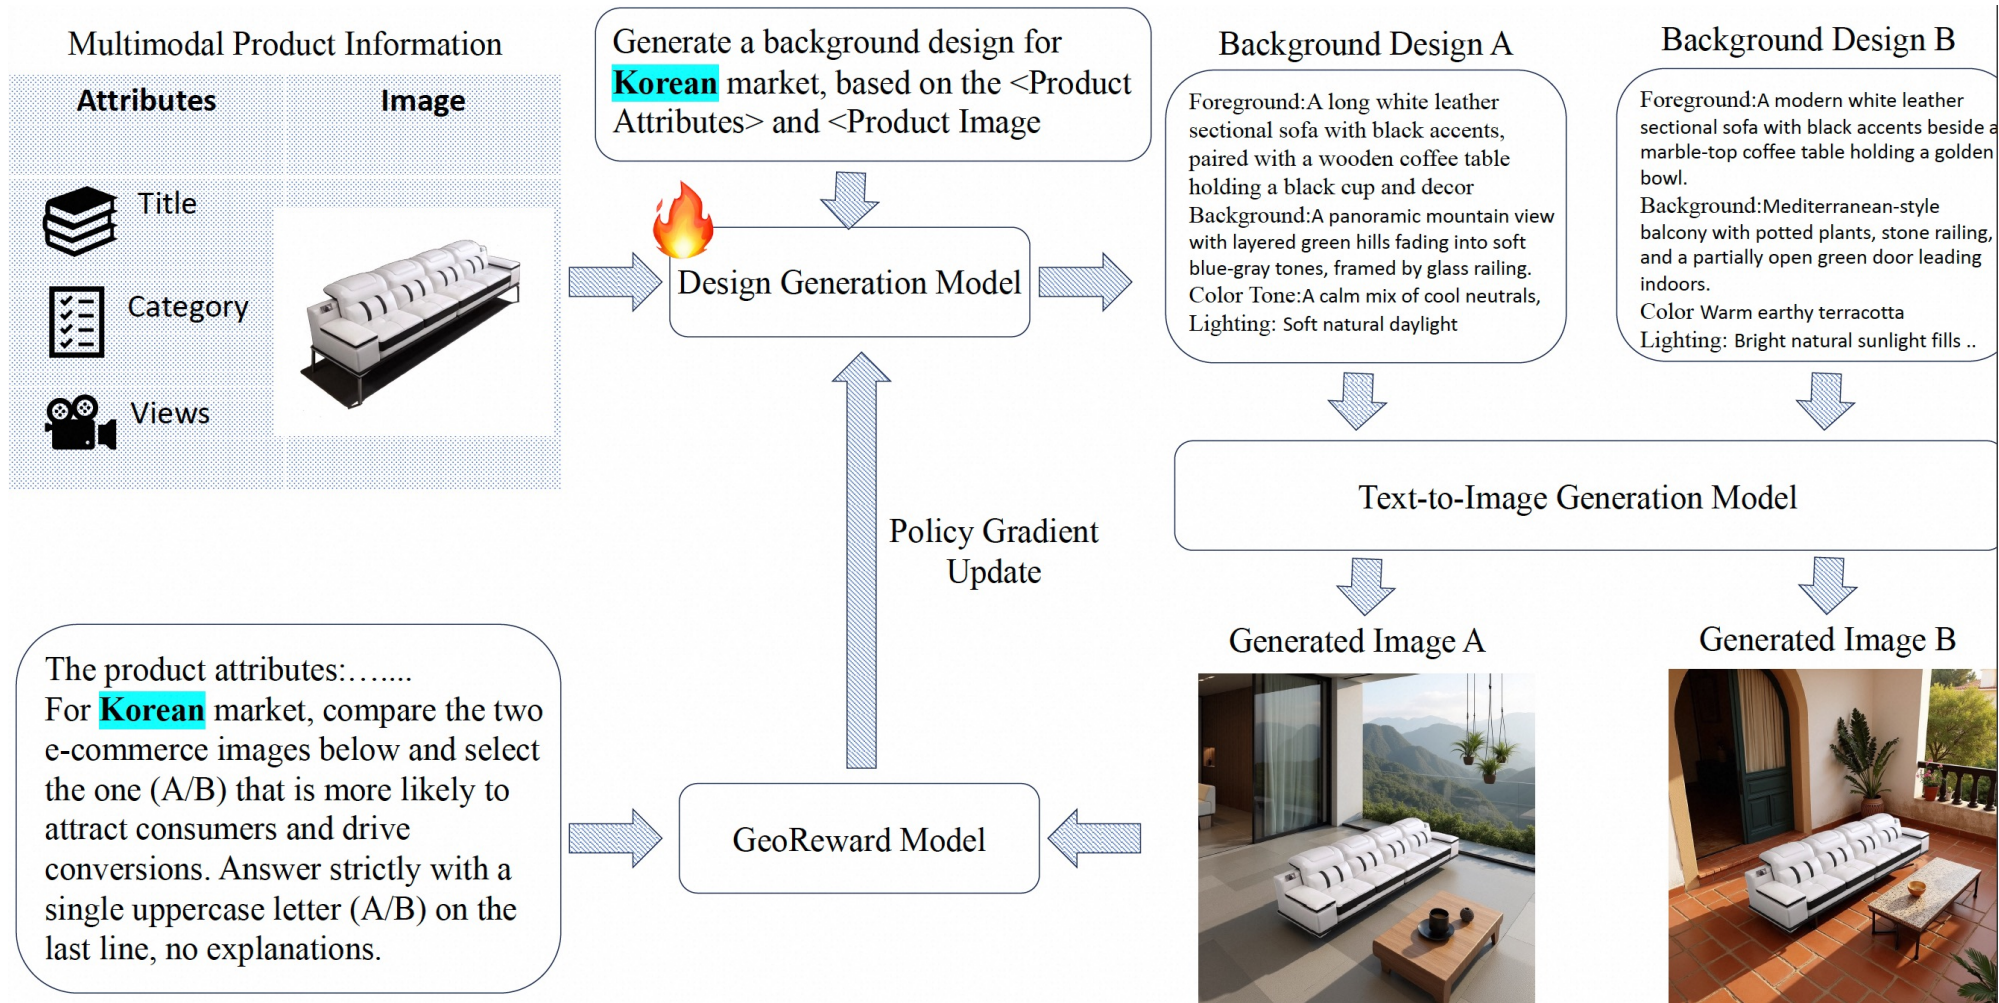 Multimodal Product Information
Attributes
Image
Title
Category
Views
Generate a background design for
Korean market, based on the <Product
Attributes> and <Product Image
Design Generation Model
Background Design A
Foreground:A long white leather
sectional sofa with black accents,
paired with a wooden coffee table
holding a black cup and decor
Background:A panoramic mountain view
with layered green hills fading into soft
blue-gray tones, framed by glass railing.
Color Tone:A calm mix of cool neutrals,
Lighting: Soft natural daylight
Background Design B
Foreground:A modern white leather
sectional sofa with black accents beside a
marble-top coffee table holding a golden
bowl.
Background:Mediterranean-style
balcony with potted plants, stone railing,
and a partially open green door leading
indoors.
Color Warm earthy terracotta
Lighting: Bright natural sunlight fills ..
Text-to-Image Generation Model
Policy Gradient
Update
Generated Image A
Generated Image B
The product attributes:…....
For Korean market, compare the two
e-commerce images below and select
the one (A/B) that is more likely to
attract consumers and drive
conversions. Answer strictly with a
single uppercase letter (A/B) on the
last line, no explanations.
GeoReward Model